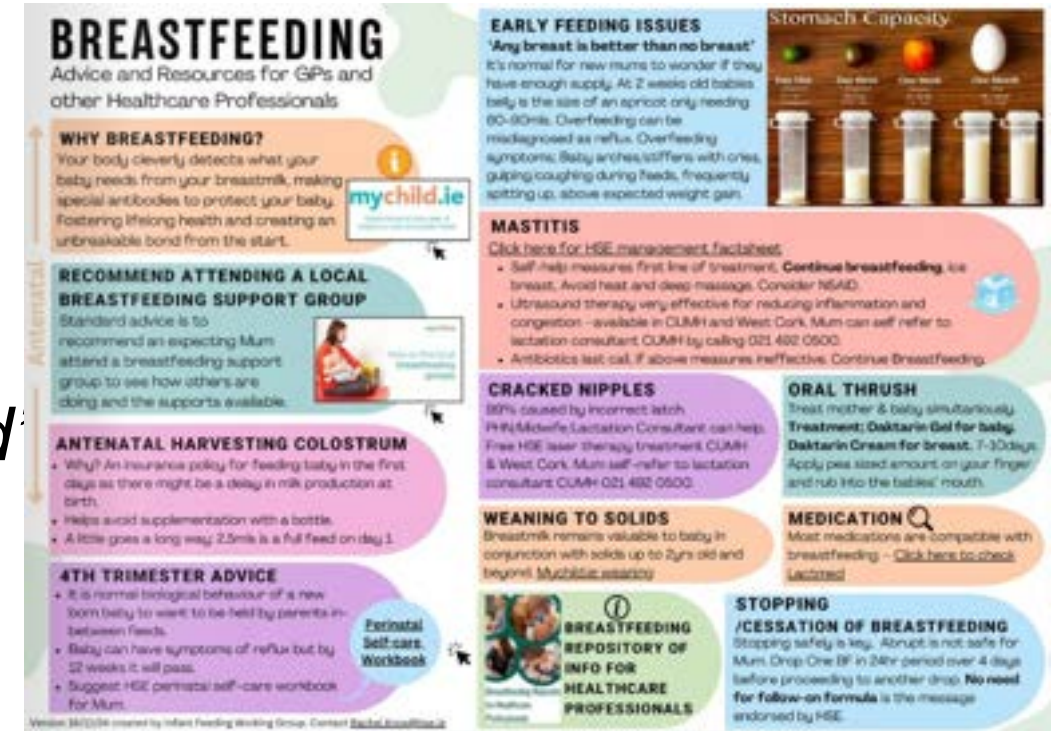 BREASTFEEDING
Advice and Resources for GPs and
other Healthcare Professionals
Antenatal
WHY BREASTFEEDING?
Your body cleverly detects what your
baby needs from your breastmilk, making
special antibodies to protect your baby.
Fostering lifelong health and creating an
unbreakable bond from the start.
mychild.ie
RECOMMEND ATTENDING A LOCAL
BREASTFEEDING SUPPORT GROUP
Standard advice is to
recommend an expecting Mum
attend a breastfeeding support
group to see how others are
doing and the supports available.
ANTENATAL HARVESTING COLOSTRUM
• Why? An insurance policy for feeding baby in the first
days as there might be a delay in milk production at
birth.
• Helps avoid supplementation with a bottle.
• A little goes a long way: 2.5mls is a full feed on day 1.
4TH TRIMESTER ADVICE
• It is normal biological behaviour of a new
born baby to want to be held by parents in-
between feeds.
• Baby can have symptoms of reflux but by
12 weeks it will pass.
• Suggest HSE perinatal self-care workbook
for Mum.
Perinatal
Self-care
Workbook
created by Infant Feeding Working Group. Contact
EARLY FEEDING ISSUES
'Any breast is better than no breast'
It's normal for new mums to wonder if they
have enough supply. At 2 weeks old babies
belly is the size of an apricot only needing
60-90mls. Overfeeding can be
misdiagnosed as reflux. Overfeeding
symptoms; Baby arches/stiffens with cries,
gulping coughing during feeds, frequently
spitting up, above expected weight gain.
Stomach Capacity
MASTITIS
Click here for HSE management factsheet
• Self-help measures first line of treatment. Continue breastfeeding, ice
breast. Avoid heat and deep massage. Consider NSAID.
• Ultrasound therapy very effective for reducing inflammation and
congestion - available in CUMH and West Cork. Mum can self refer to
lactation consultant CUMH by calling 021 492 0500.
• Antibiotics last call, if above measures ineffective. Continue Breastfeeding.
CRACKED NIPPLES
caused by incorrect latch.
PHN/Midwife/Lactation Consultant can help.
Free HSE laser therapy treatment CUMH
& West Cork. Mum self-refer to lactation
consultant CUMH 021 492 0500.
ORAL THRUSH
Treat mother & baby simultaneously.
Treatment: Daktarin Gel for baby.
Daktarin Cream for breast. 7-10days
Apply pea sized amount on your finger
and rub into the babies' mouth.
WEANING TO SOLIDS
Breastmilk remains valuable to baby in
conjunction with solids up to 2yrs old and
beyond. Mychild.ie weaning
MEDICATION
Most medications are compatible with
breastfeeding - Click here to check
Lactmed
BREASTFEEDING
REPOSITORY OF
INFO FOR
HEALTHCARE
PROFESSIONALS
STOPPING
/CESSATION OF BREASTFEEDING
Stopping safely is key. Abrupt is not safe for
Mum. Drop One BF in 24hr period over 4 days
before proceeding to another drop. No need
for follow-on formula is the message
endorsed by HSE.